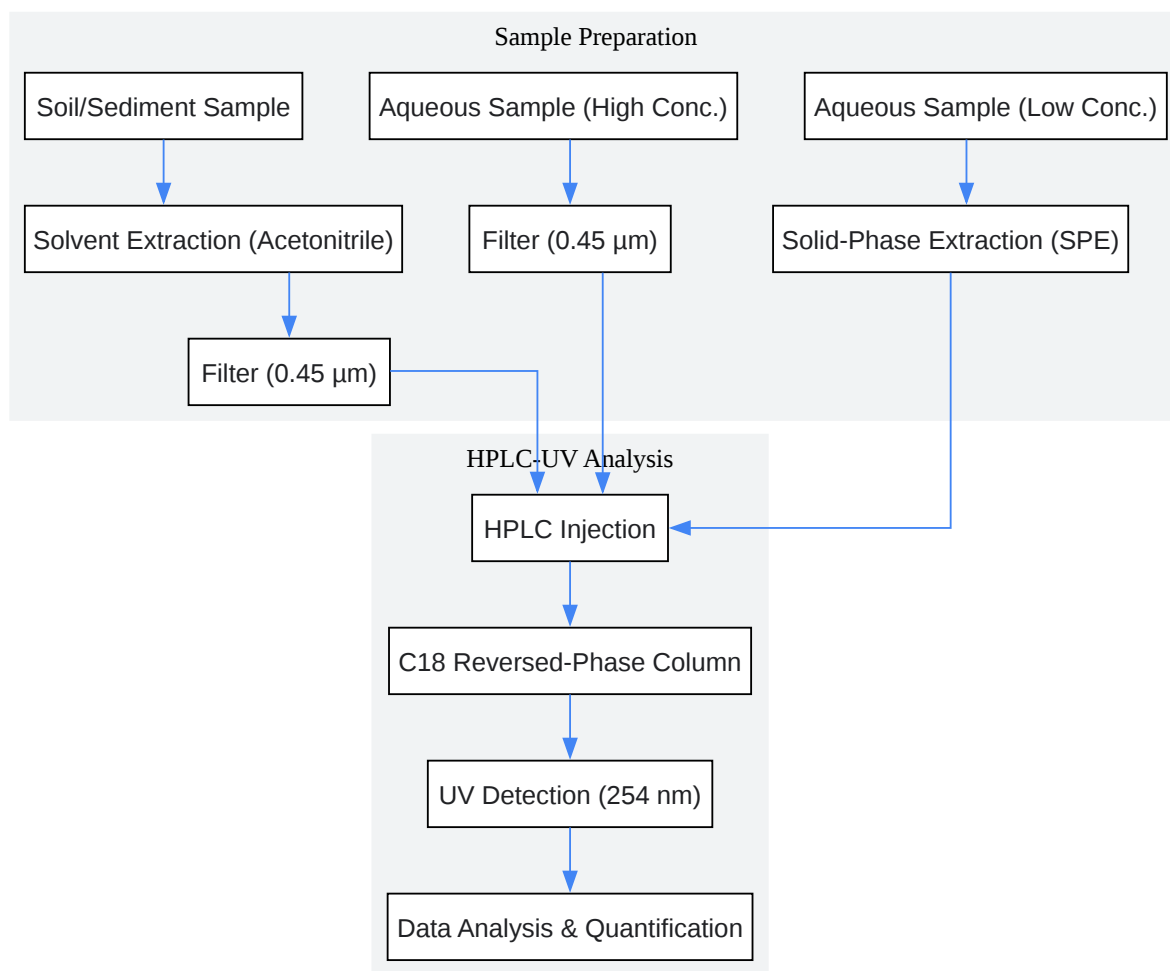 Sample Preparation
Soil/Sediment Sample
Aqueous Sample (High Conc.)
Aqueous Sample (Low Conc.)
Solvent Extraction (Acetonitrile)
Filter (0.45 µm)
Solid-Phase Extraction (SPE)
Filter (0.45 µm)
HPLC-UV Analysis
HPLC Injection
C18 Reversed-Phase Column
UV Detection (254 nm)
Data Analysis & Quantification